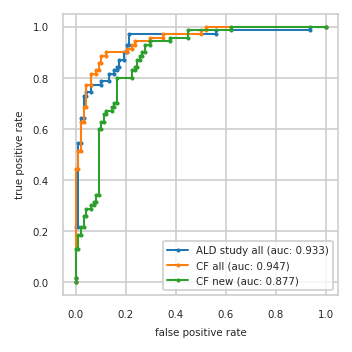 1.0
0.8
0.6
0.4
0.2
0.0
true positive rate
ALD study all (auc: 0.933)
CF all (auc: 0.947)
CF new (auc: 0.877)
0.0 0.2 0.4 0.6 0.8 1.0
false positive rate